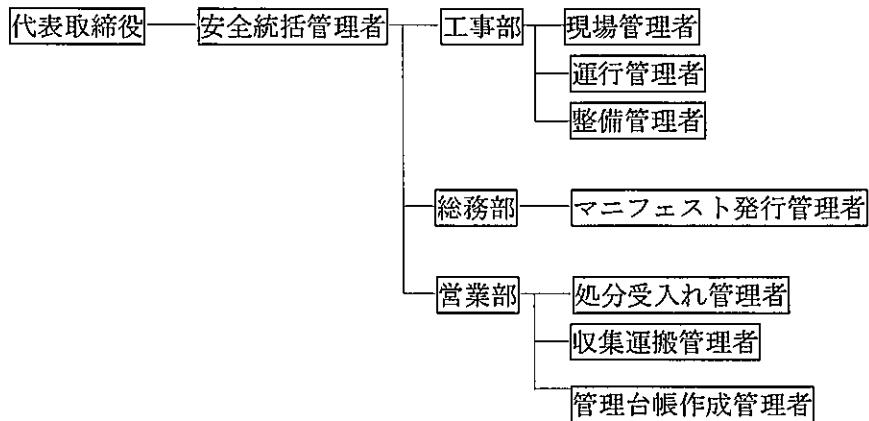 代表取締役 安全統括管理者 工事部 現場管理者
運行管理者
整備管理者
総務部 マニフェスト発行管理者
営業部 処分受入れ管理者
収集運搬管理者
管理台帳作成管理者